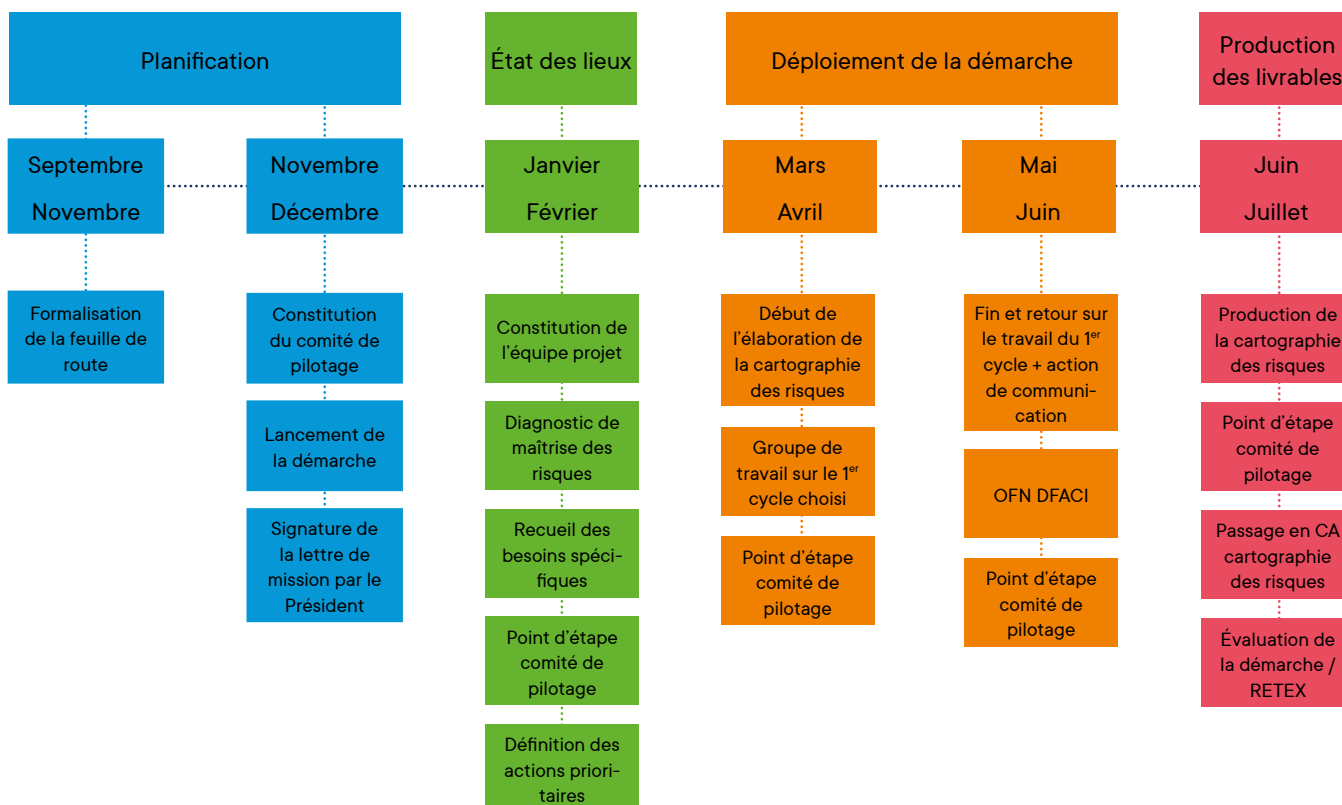 Planification
État des lieux
Déploiement de la démarche
Production
des livrables
Septembre
Novembre
Novembre
Décembre
Janvier
Février
Mars
Avril
Mai
Juin
Juin
Juillet
Formalisation
de la feuille de
route
Constitution
du comité de
pilotage
Lancement de
la démarche
Signature de
la lettre de
mission par le
Président
Constitution de
l'équipe projet
Diagnostic de
maîtrise des
risques
Recueil des
besoins spéci-
fiques
Point d'étape
comité de
pilotage
Définition des
actions priori-
taires
Début de
l'élaboration de
la cartographie
des risques
Groupe de
travail sur le 1er
cycle choisi
Point d'étape
comité de
pilotage
Fin et retour sur
le travail du 1er
cycle + action
de communi-
cation
OFN DFACI
Point d'étape
comité de
pilotage
Production de
la cartographie
des risques
Point d'étape
comité de
pilotage
Passage en CA
cartographie
des risques
Évaluation de
la démarche /
RETEX